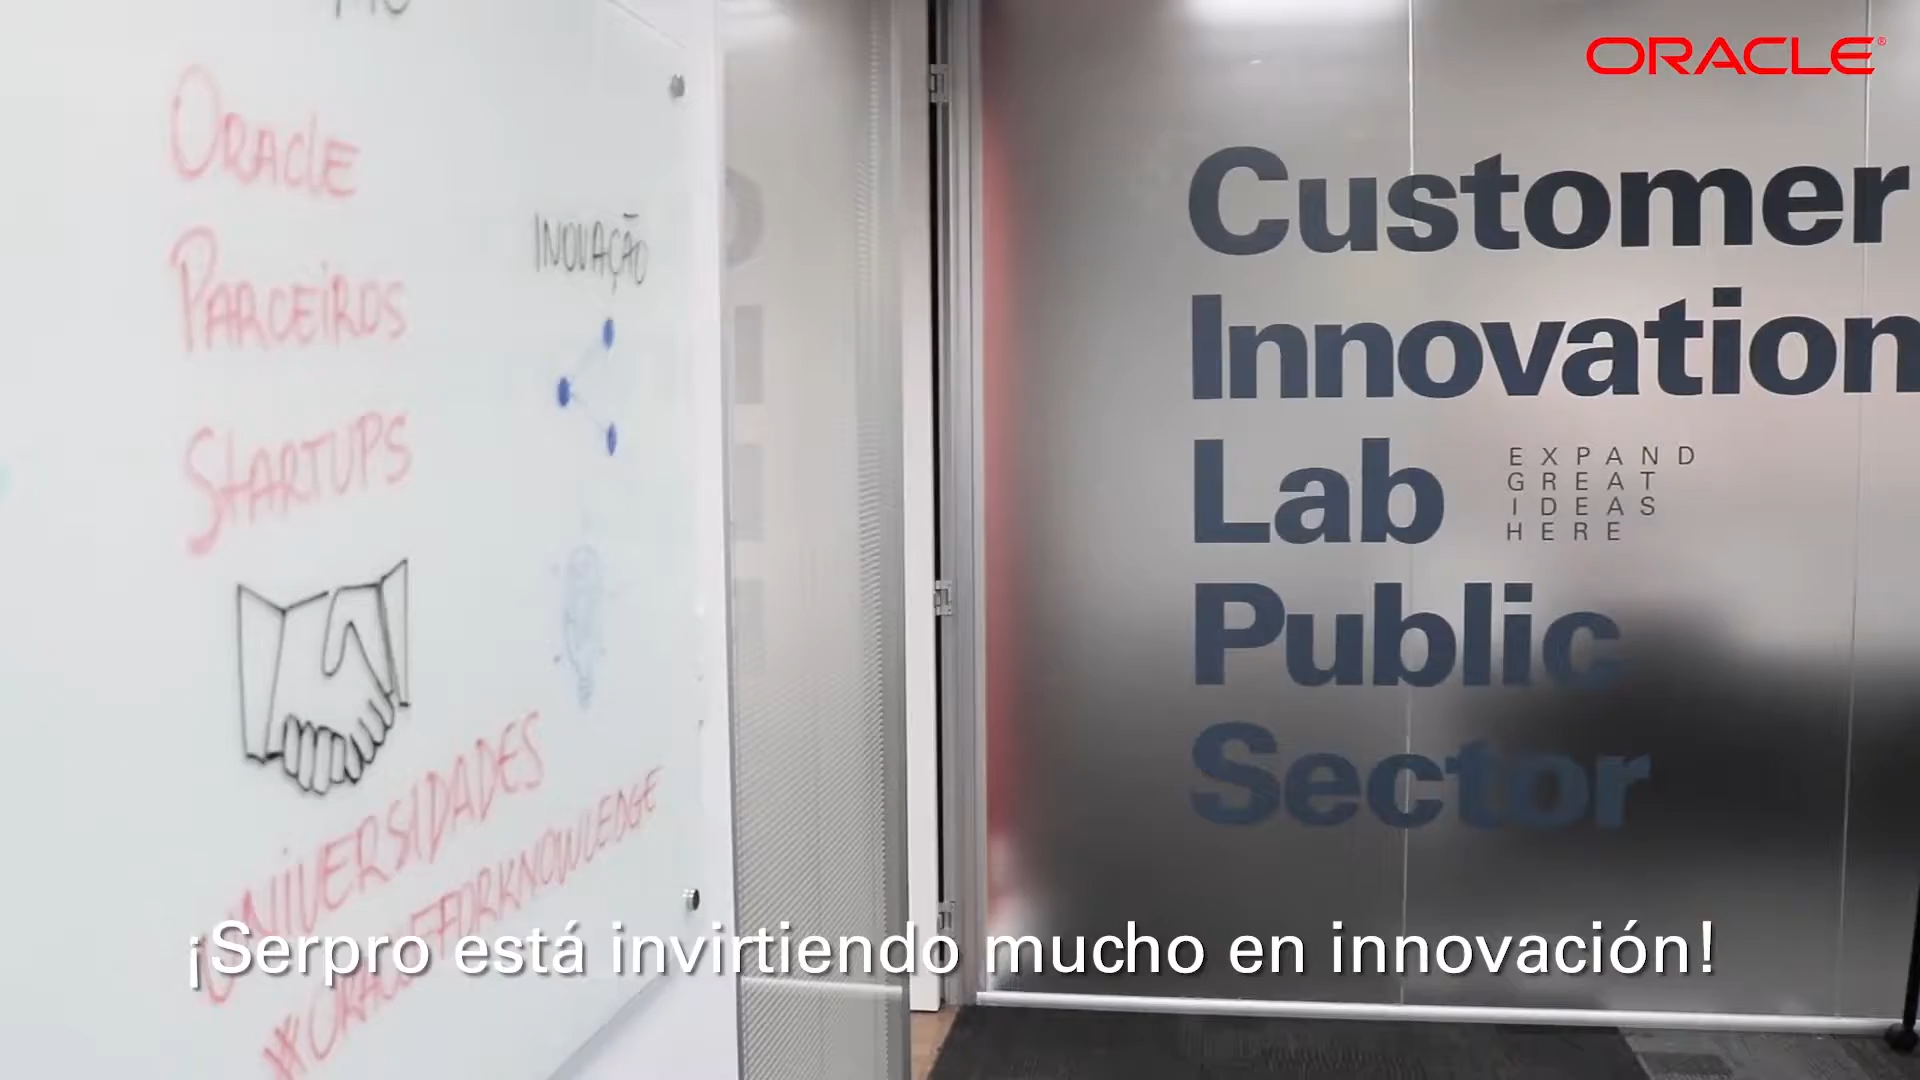 ORACLE
ORACLE
PARCEIROS
STARTUPS
INOVAÇÃO
UNIVERSIDADES
Customer
Innovation
Lab
EXPAND
GREAT
IDEAS
HERE
Public
Sector
¡Serpro está invirtiendo mucho en innovación!